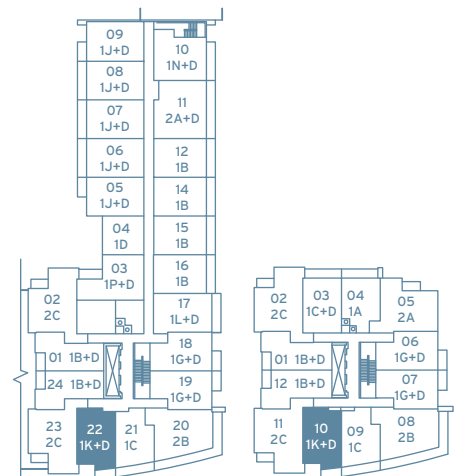 09
1J+D
10
1N+D
08
1J+D
11
2A+D
07
1J+D
12
1B
06
1J+D
14
1B
05
1J+D
15
1B
04
1D
16
1B
03
1P+D
02
2C
17
1L+D
18
1G+D
01 1B+D
19
1G+D
24 1B+D
23
2C
22
1K+D
21
1C
20
2B
02
2C
03
1C+D
04
1A
05
2A
06
1G+D
01 1B+D
07
1G+D
12 1B+D
11
2C
10
1K+D
09
1C
08
2B